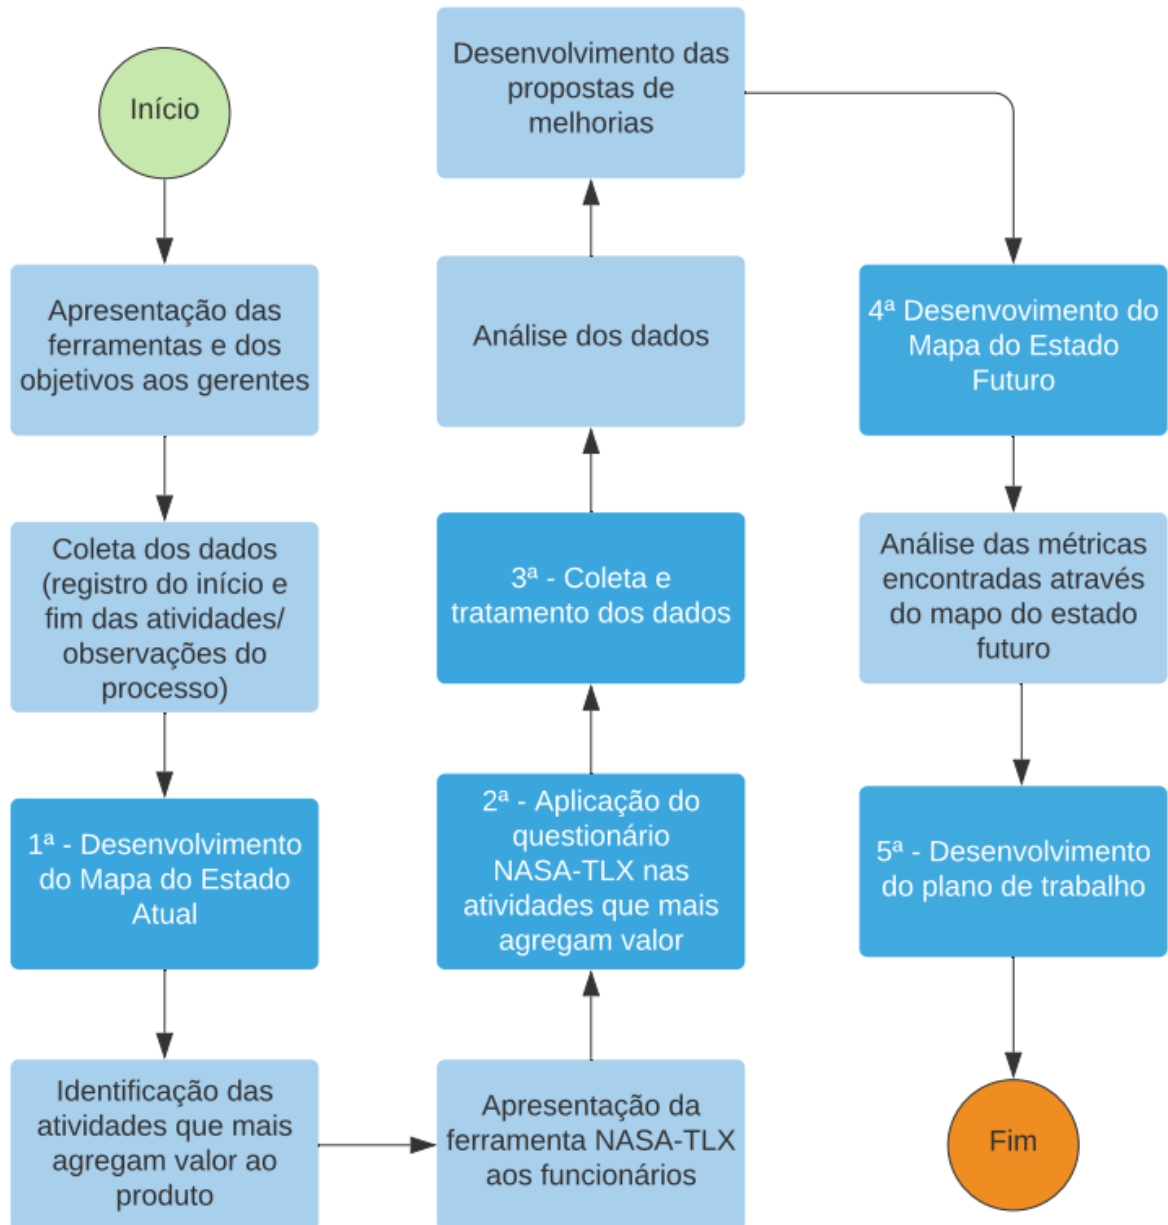 Início
Apresentação das
ferramentas e dos
objetivos aos gerentes
Coleta dos dados
(registro do início e
fim das atividades/
observações do
processo)
1ª - Desenvolvimento
do Mapa do Estado
Atual
Identificação das
atividades que mais
agregam valor ao
produto
Apresentação da
ferramenta NASA-TLX
aos funcionários
2ª - Aplicação do
questionário
NASA-TLX nas
atividades que mais
agregam valor
3ª - Coleta e
tratamento dos dados
Análise dos dados
Desenvolvimento das
propostas de
melhorias
4ª Desenvovimento do
Mapa do Estado
Futuro
Análise das métricas
encontradas através
do mapo do estado
futuro
5ª - Desenvolvimento
do plano de trabalho
Fim